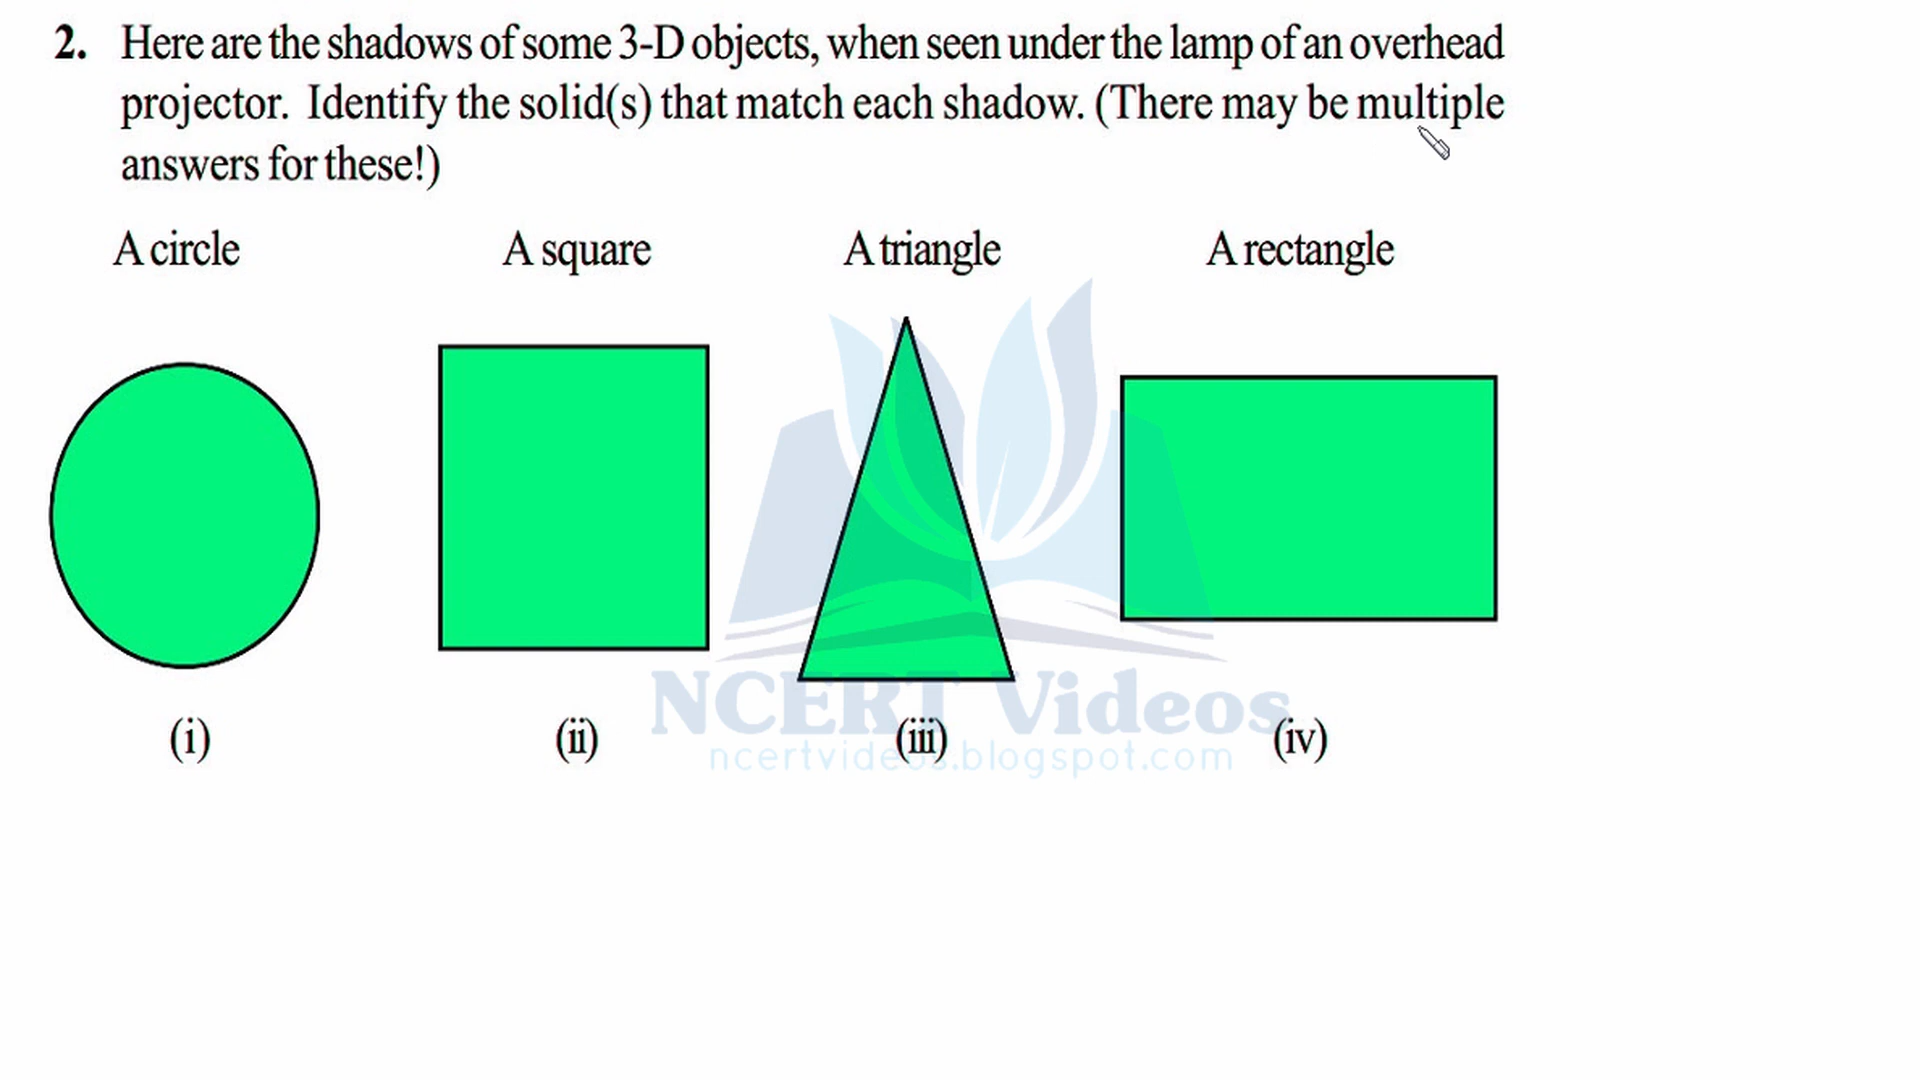 2. Here are the shadows of some 3-D objects, when seen under the lamp of an overhead
projector. Identify the solid(s) that match each shadow. (There may be multiple
answers for these!)
A circle A square A triangle A rectangle
NCERT Videos
(i) (ii) (iii) (iv)
ncertvideos.blogspot.com